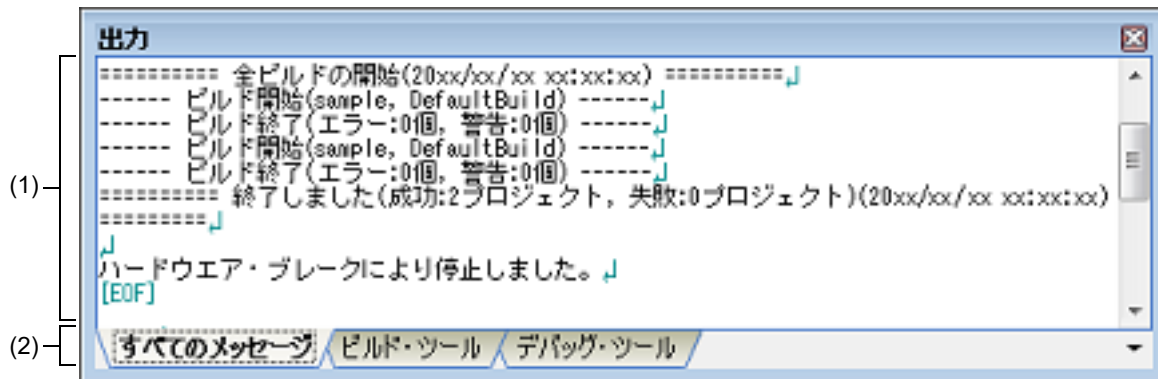 出力
========== 全ビルドの開始(20xx/xx/xx xx:xx:xx) ==========↲
------ ビルド開始(sample, DefaultBuild) ------↲
------ ビルド終了(エラー:0個, 警告:0個) ------↲
------ ビルド開始(sample, DefaultBuild) ------↲
------ ビルド終了(エラー:0個, 警告:0個) ------↲
========== 終了しました(成功:2プロジェクト, 失敗:0プロジェクト)(20xx/xx/xx xx:xx:xx)
=========↲
↲
(1)
ハードウエア・ブレークにより停止しました。↲
[EOF]
(2)
すべてのメッセージ ビルド・ツール デバッグ・ツール